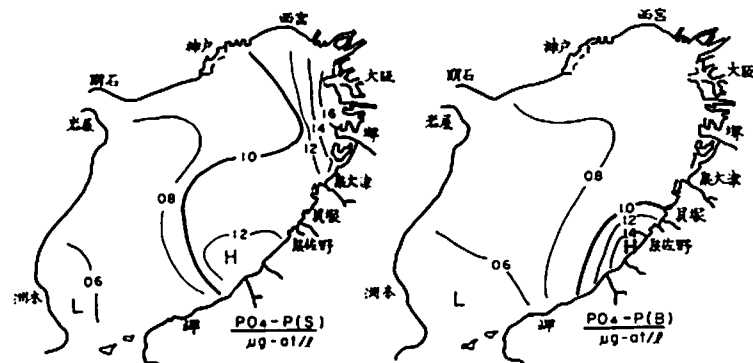 西宮
神戸
明石
大阪
岩屋
16
14
12
堺
10
泉大津
08
貝塚
12
H
泉佐野
06
L
洲本
岬
PO4-P(S)
μg-at/ℓ
西宮
神戸
明石
大阪
岩屋
堺
08
泉大津
10
12
14
H
貝塚
泉佐野
06
L
洲本
岬
PO4-P(B)
μg-at/ℓ